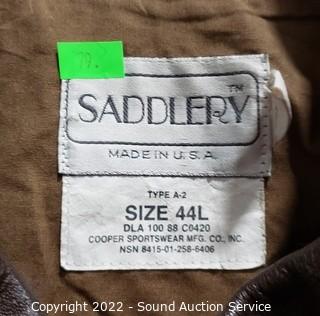 79.
SADDLERY™
MADE IN U.S.A.
TYPE A-2
SIZE 44L
DLA 100 88 C0420
COOPER SPORTSWEAR MFG. CO., INC.
NSN 8415-01-258-6406
Copyright © 2022 - Sound Auction Service